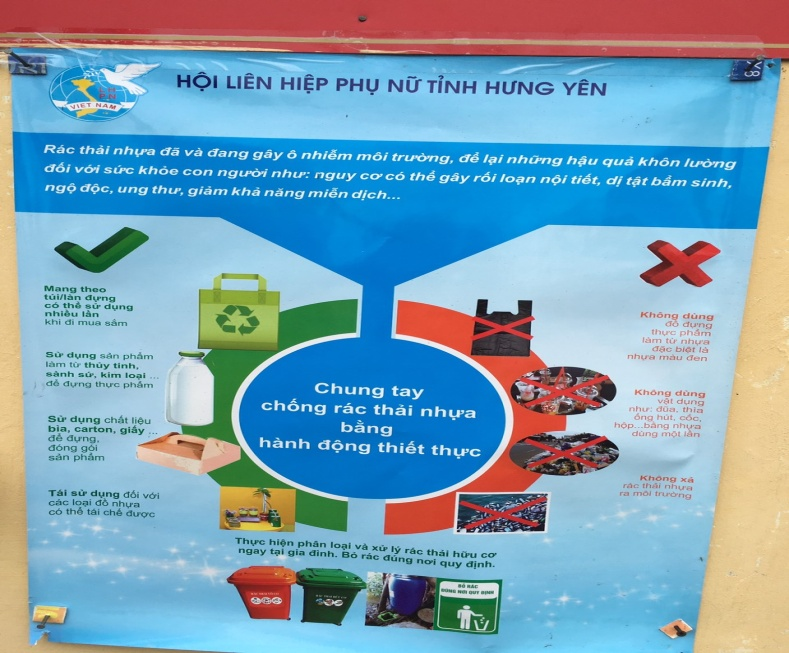 VIỆT NAM
HỘI LIÊN HIỆP PHỤ NỮ TỈNH HƯNG YÊN
Rác thải nhựa đã và đang gây ô nhiễm môi trường, để lại những hậu quả khôn lường
đối với sức khỏe con người như: nguy cơ có thể gây rối loạn nội tiết, dị tật bẩm sinh,
ngộ độc, ung thư, giảm khả năng miễn dịch...
Mang theo
túi/làn đựng
có thể sử dụng
nhiều lần
khi đi mua sắm
Sử dụng sản phẩm
làm từ thủy tinh,
sành sứ, kim loại ...
để đựng thực phẩm
Sử dụng chất liệu
bìa, carton, giấy ...
để đựng,
đóng gói
sản phẩm
Tái sử dụng đối với
các loại đồ nhựa
có thể tái chế được
Chung tay
chống rác thải nhựa
bằng
hành động thiết thực
Không dùng
đồ đựng
thực phẩm
làm từ nhựa
đặc biệt là
nhựa màu đen
Không dùng
vật dụng
như: đũa, thìa
ống hút, cốc,
hộp...bằng nhựa
dùng một lần
Không xả
rác thải nhựa
ra môi trường
Thực hiện phân loại và xử lý rác thải hữu cơ
ngay tại gia đình. Bỏ rác đúng nơi quy định.
BỎ RÁC
ĐÚNG NƠI QUY ĐỊNH